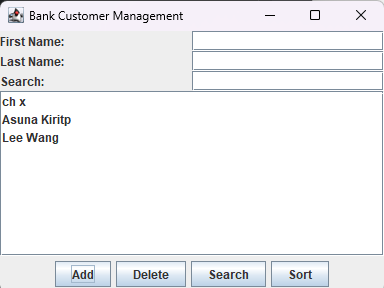 Bank Customer Management
First Name:
Last Name:
Search:
ch x
Asuna Kiritp
Lee Wang
Add Delete Search Sort